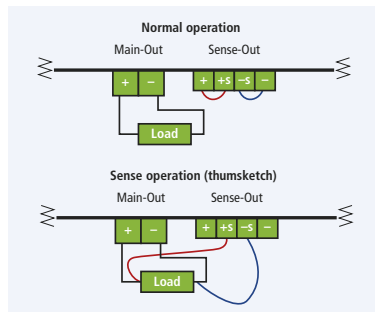 Normal operation
Main-Out Sense-Out
+ − + +S −S −
Load
Sense operation (thumsketch)
Main-Out Sense-Out
+ − + +S −S −
Load